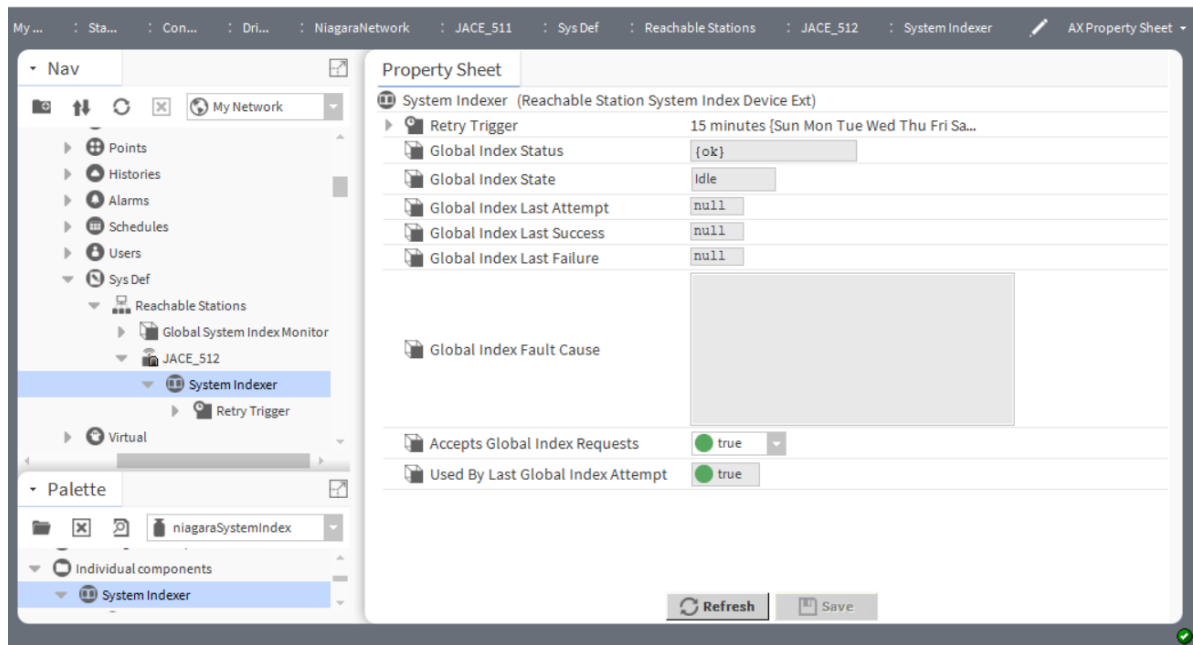 My ... : Sta... : Con... : Dri... : NiagaraNetwork : JACE_511 : Sys Def : Reachable Stations : JACE_512 : System Indexer AX Property Sheet
Nav
My Network
Points
Histories
Alarms
Schedules
Users
Sys Def
Reachable Stations
Global System Index Monitor
JACE_512
System Indexer
Retry Trigger
Virtual
Palette
niagaraSystemIndex
Individual components
System Indexer
Property Sheet
System Indexer (Reachable Station System Index Device Ext)
Retry Trigger 15 minutes {Sun Mon Tue Wed Thu Fri Sa...
Global Index Status {ok}
Global Index State Idle
Global Index Last Attempt null
Global Index Last Success null
Global Index Last Failure null
Global Index Fault Cause
Accepts Global Index Requests true
Used By Last Global Index Attempt true
Refresh Save